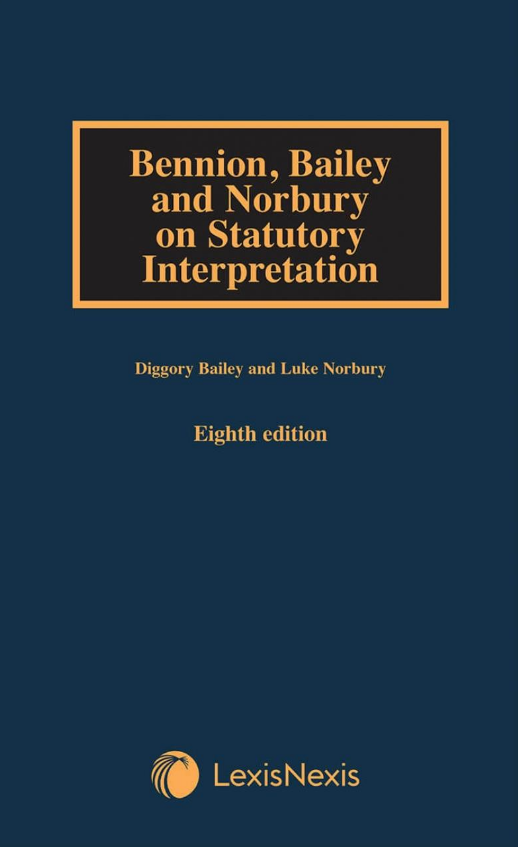 Bennion, Bailey
and Norbury
on Statutory
Interpretation
Diggory Bailey and Luke Norbury
Eighth edition
LexisNexis